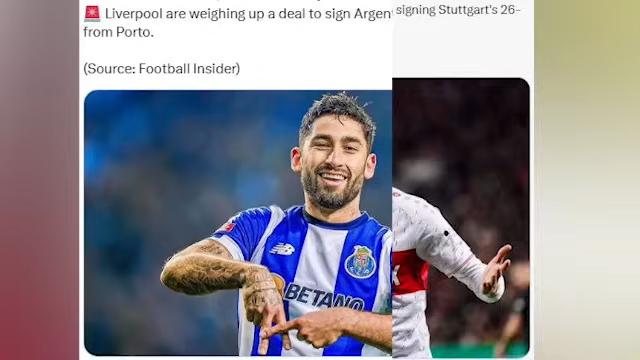 Liverpool are weighing up a deal to sign Argen
from Porto.
(Source: Football Insider)
signing Stuttgart's 26-
BETANO